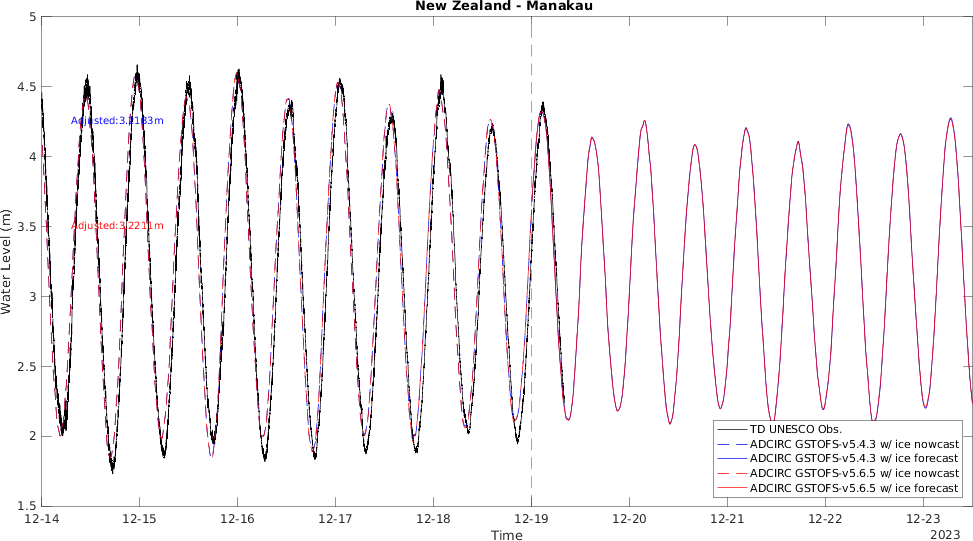 New Zealand - Manakau
5
4.5
4
3.5
3
2.5
2
1.5
Water Level (m)
Adjusted:3.2183m
Adjusted:3.2211m
TD UNESCO Obs.
ADCIRC GSTOFS-v5.4.3 w/ ice nowcast
ADCIRC GSTOFS-v5.4.3 w/ ice forecast
ADCIRC GSTOFS-v5.6.5 w/ ice nowcast
ADCIRC GSTOFS-v5.6.5 w/ ice forecast
12-14 12-15 12-16 12-17 12-18 12-19 12-20 12-21 12-22 12-23
Time
2023